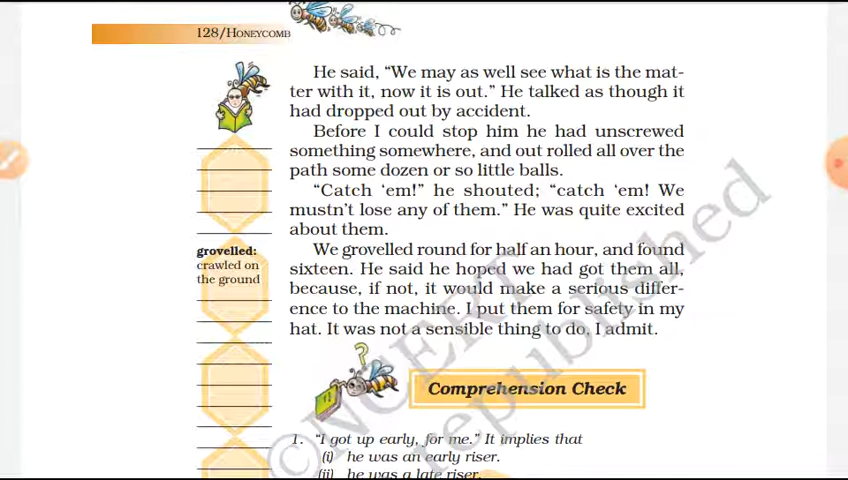 128/HONEYCOMB
He said, “We may as well see what is the mat-
ter with it, now it is out.” He talked as though it
had dropped out by accident.
Before I could stop him he had unscrewed
something somewhere, and out rolled all over the
path some dozen or so little balls.
“Catch ‘em!” he shouted; “catch ‘em! We
mustn’t lose any of them.” He was quite excited
about them.
We grovelled round for half an hour, and found
sixteen. He said he hoped we had got them all,
because, if not, it would make a serious differ-
ence to the machine. I put them for safety in my
hat. It was not a sensible thing to do, I admit.
grovelled:
crawled on
the ground
Comprehension Check
1. “I got up early, for me.” It implies that
(i) he was an early riser.
(ii) he was a late riser.
©NCERT
republished